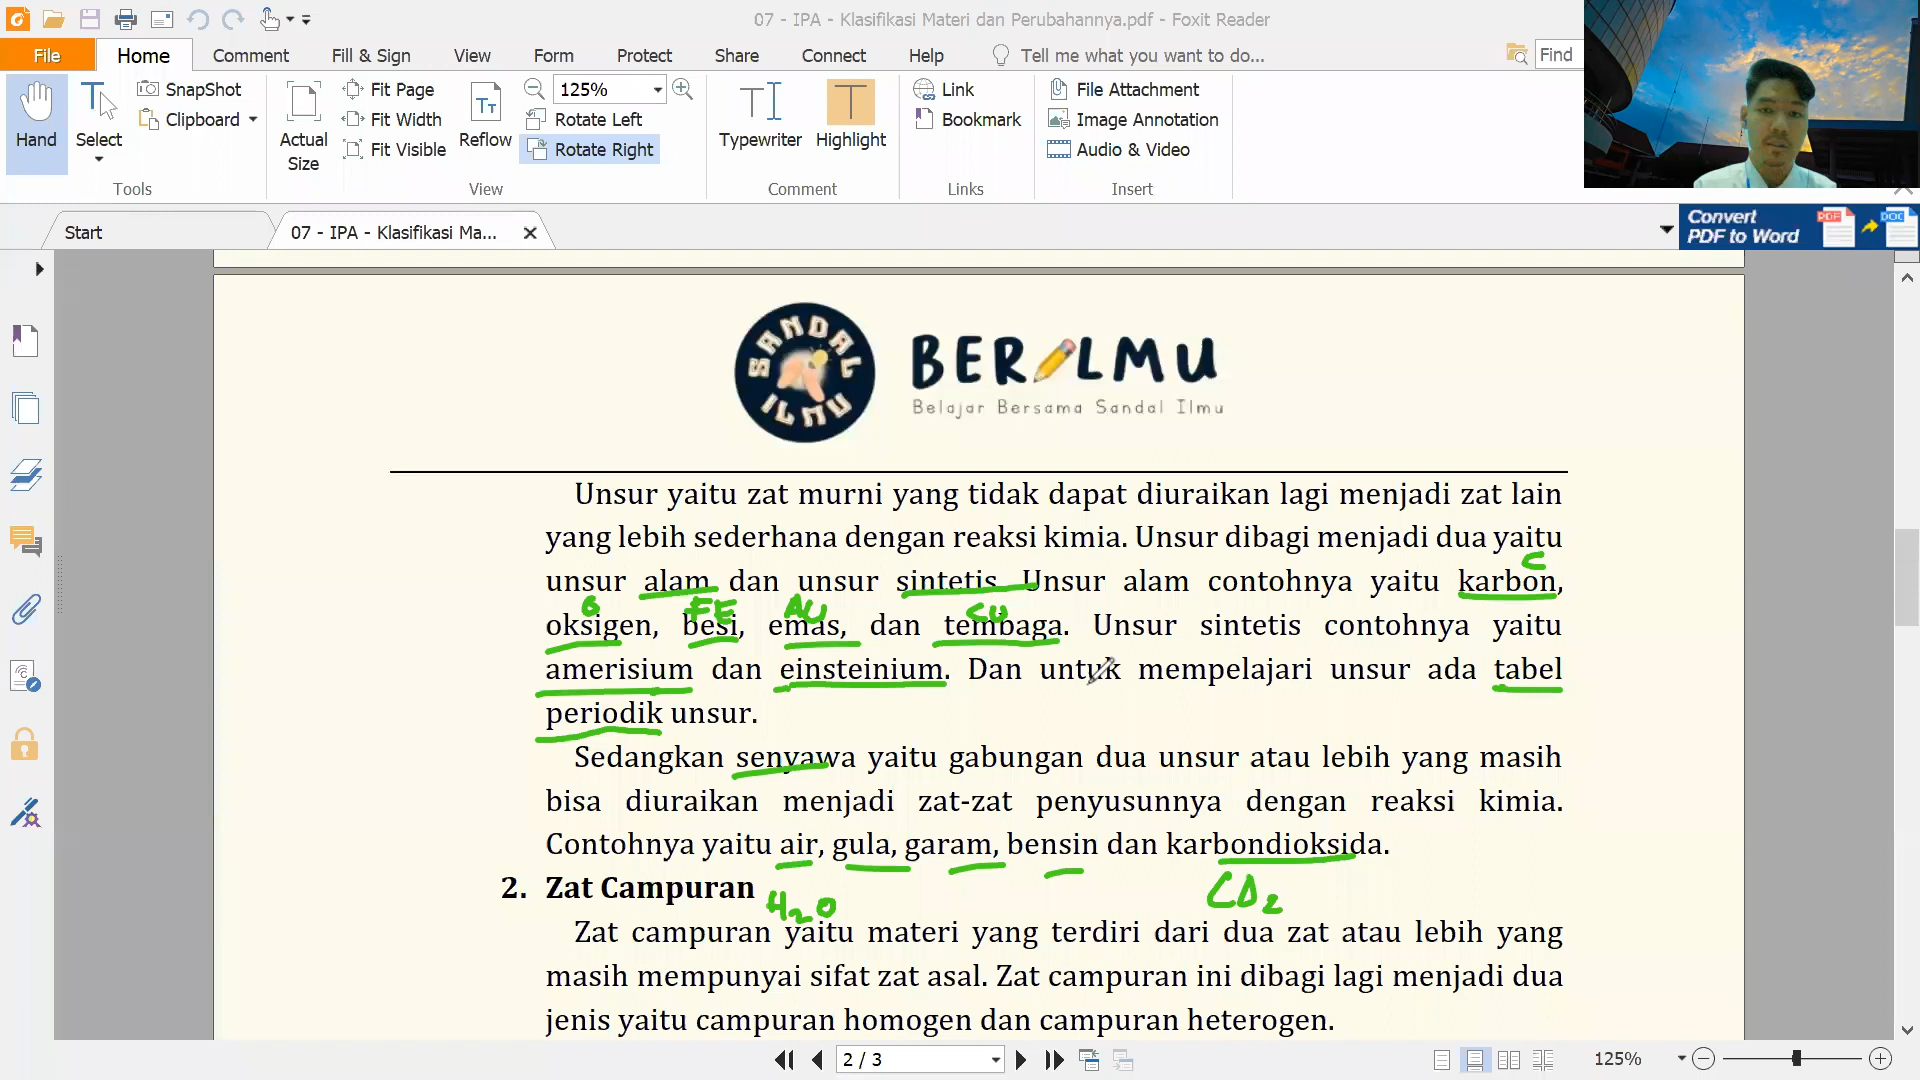 07 - IPA - Klasifikasi Materi dan Perubahannya.pdf - Foxit Reader
File Home Comment Fill & Sign View Form Protect Share Connect Help Tell me what you want to do... Find
Hand
Select
SnapShot
Clipboard
Actual Size
Fit Page
Fit Width
Fit Visible
Reflow
125%
Rotate Left
Rotate Right
Typewriter
Highlight
Link
Bookmark
File Attachment
Image Annotation
Audio & Video
Tools View Comment Links Insert
Start
07 - IPA - Klasifikasi Ma...
Convert
PDF to Word
PDF DOC
SANDAL ILMU
BERILMU
Belajar Bersama Sandal Ilmu
Unsur yaitu zat murni yang tidak dapat diuraikan lagi menjadi zat lain
yang lebih sederhana dengan reaksi kimia. Unsur dibagi menjadi dua yaitu
C
unsur alam dan unsur sintetis Unsur alam contohnya yaitu karbon,
O FE AU CU
oksigen, besi, emas, dan tembaga. Unsur sintetis contohnya yaitu
amerisium dan einsteinium. Dan untuk mempelajari unsur ada tabel
periodik unsur.
Sedangkan senyawa yaitu gabungan dua unsur atau lebih yang masih
bisa diuraikan menjadi zat-zat penyusunnya dengan reaksi kimia.
Contohnya yaitu air, gula, garam, bensin dan karbondioksida.
2. Zat Campuran
H2O CO2
Zat campuran yaitu materi yang terdiri dari dua zat atau lebih yang
masih mempunyai sifat zat asal. Zat campuran ini dibagi lagi menjadi dua
jenis yaitu campuran homogen dan campuran heterogen.
2 / 3
125%